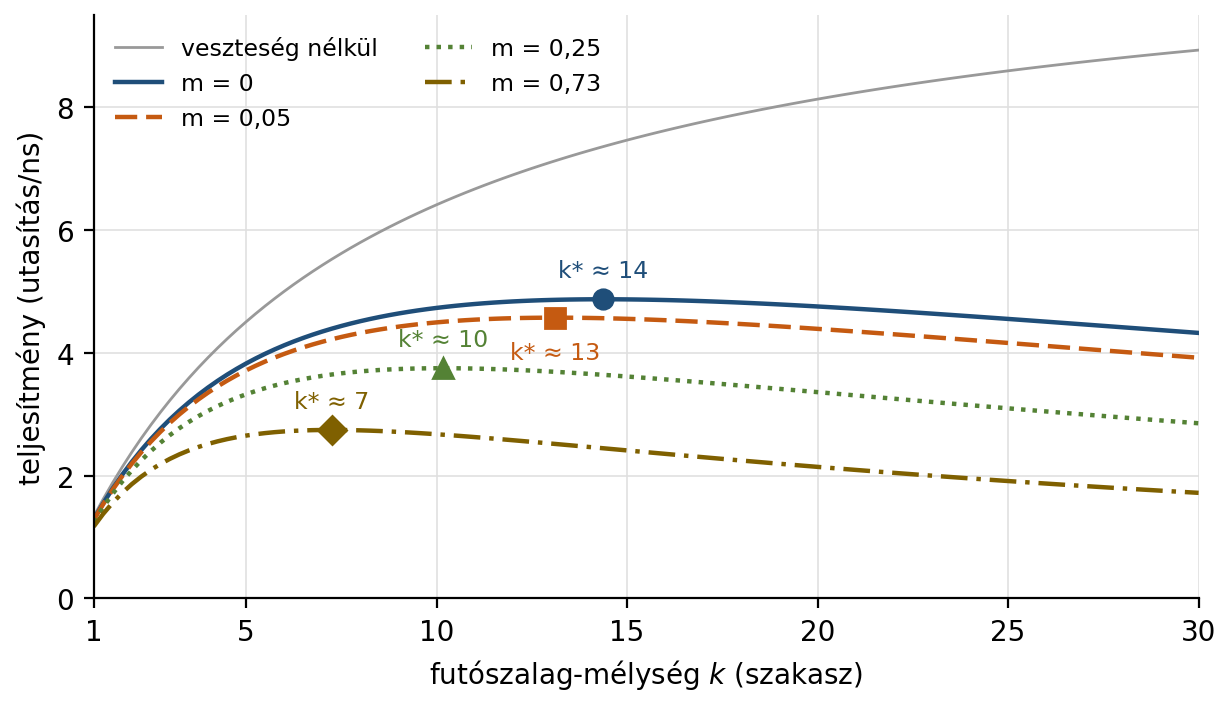 veszteség nélkül
m = 0
m = 0,05
m = 0,25
m = 0,73
teljesítmény (utasítás/ns)
8
6
4
2
0
k* ≈ 14
k* ≈ 10
k* ≈ 13
k* ≈ 7
1
5
10
15
20
25
30
futószalag-mélység k (szakasz)